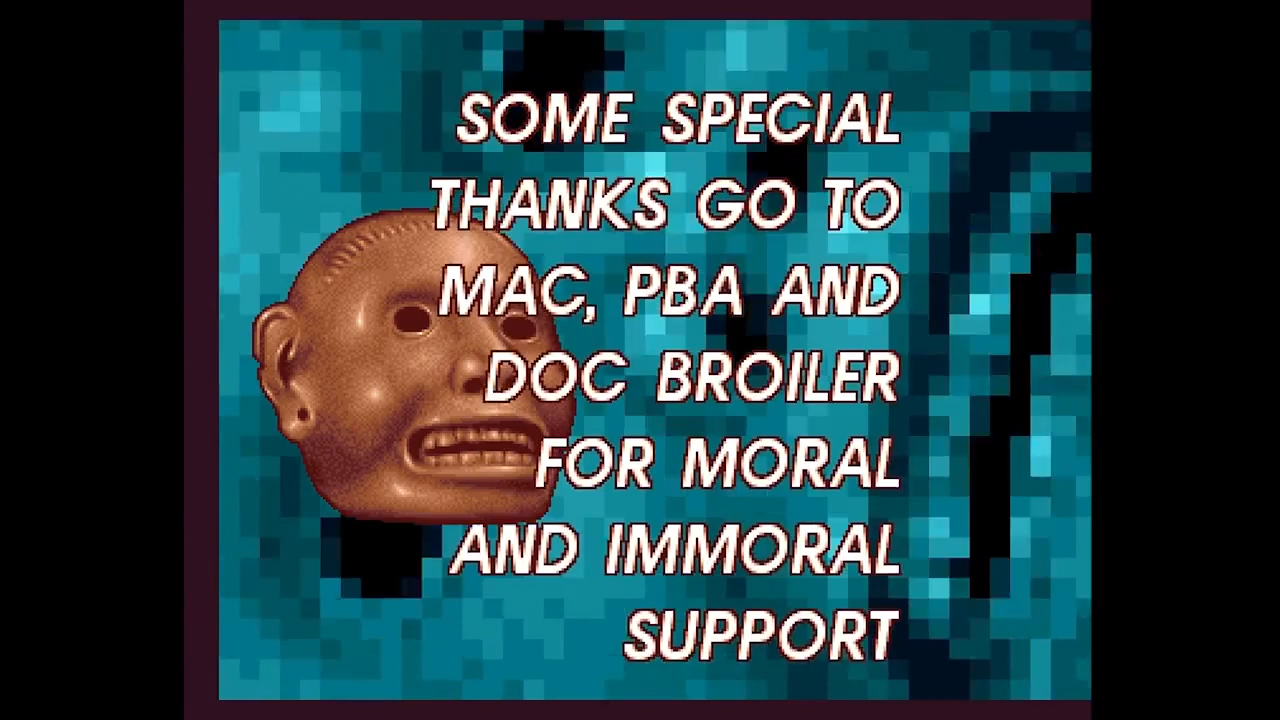 SOME SPECIAL
THANKS GO TO
MAC, PBA AND
DOC BROILER
FOR MORAL
AND IMMORAL
SUPPORT